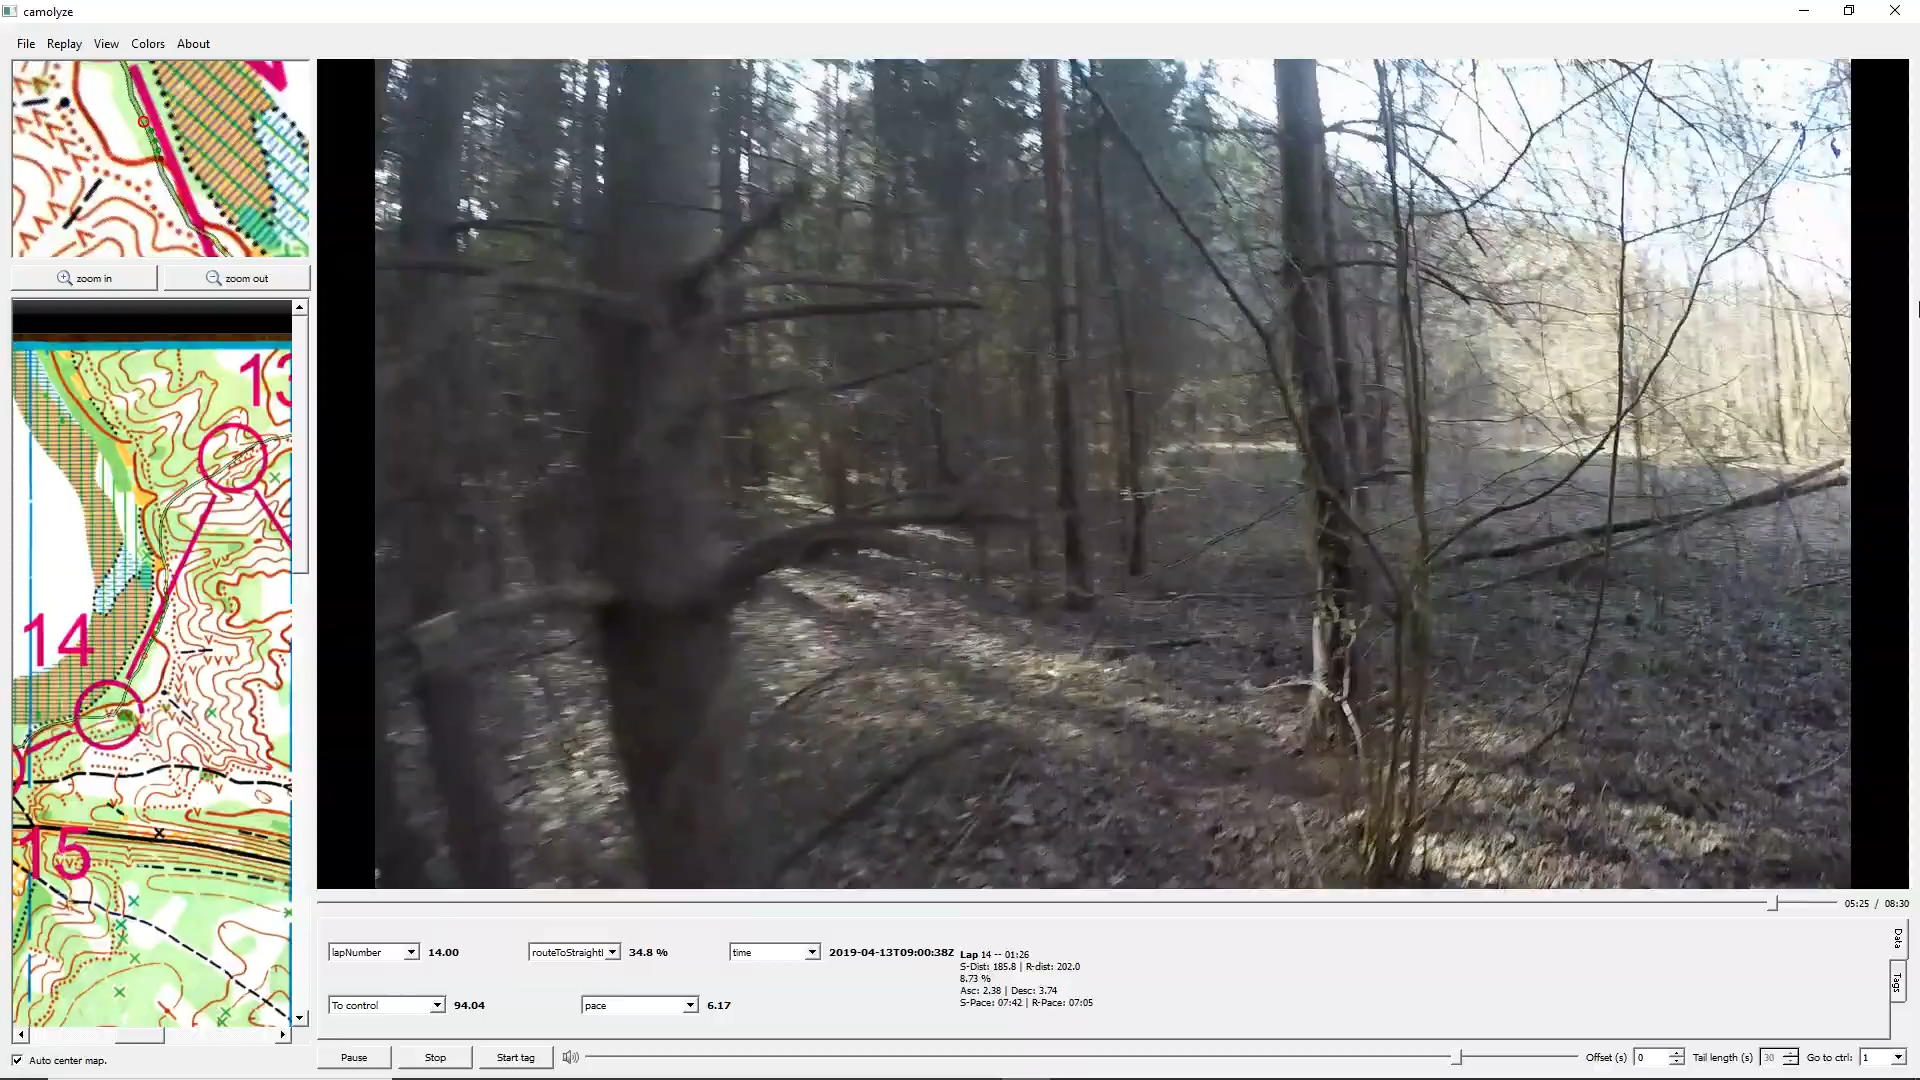 camolyze
File Replay View Colors About
zoom in zoom out
13
14
15
Auto center map.
05:25 / 08:30
lapNumber 14.00 routeToStraightl 34.8 % time 2019-04-13T09:00:38Z
To control 94.04 pace 6.17
Lap 14 -- 01:26
S-Dist: 185.8 | R-dist: 202.0
8.73 %
Asc: 2.38 | Desc: 3.74
S-Pace: 07:42 | R-Pace: 07:05
Data
Tags
Pause Stop Start tag Offset (s) 0 Tail length (s) 30 Go to ctrl: 1